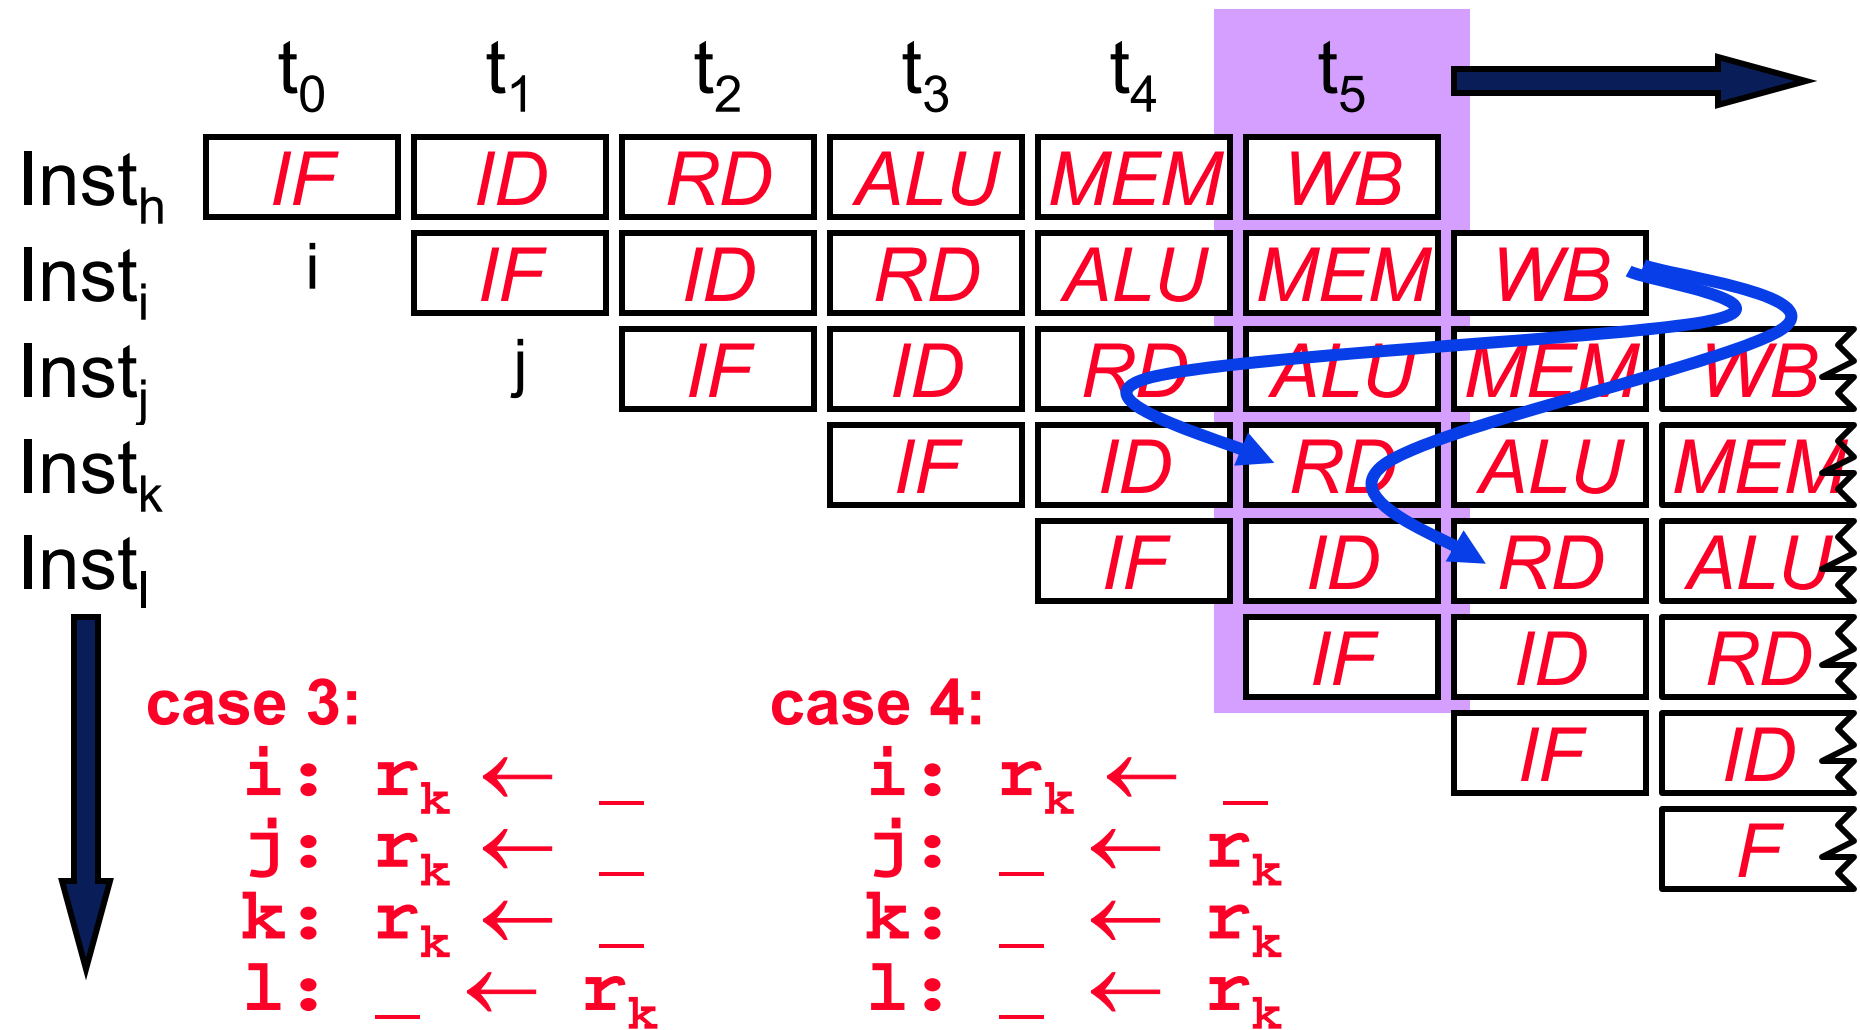 t0 t1 t2 t3 t4 t5
Insth IF ID RD ALU MEM WB
Insti i IF ID RD ALU MEM WB
Instj j IF ID RD ALU MEM WB
Instk IF ID RD ALU MEM
Instl IF ID RD ALU
IF ID RD
IF ID
F
case 3: case 4:
i: rk ← _ i: rk ← _
j: rk ← _ j: _ ← rk
k: rk ← _ k: _ ← rk
l: _ ← rk l: _ ← rk